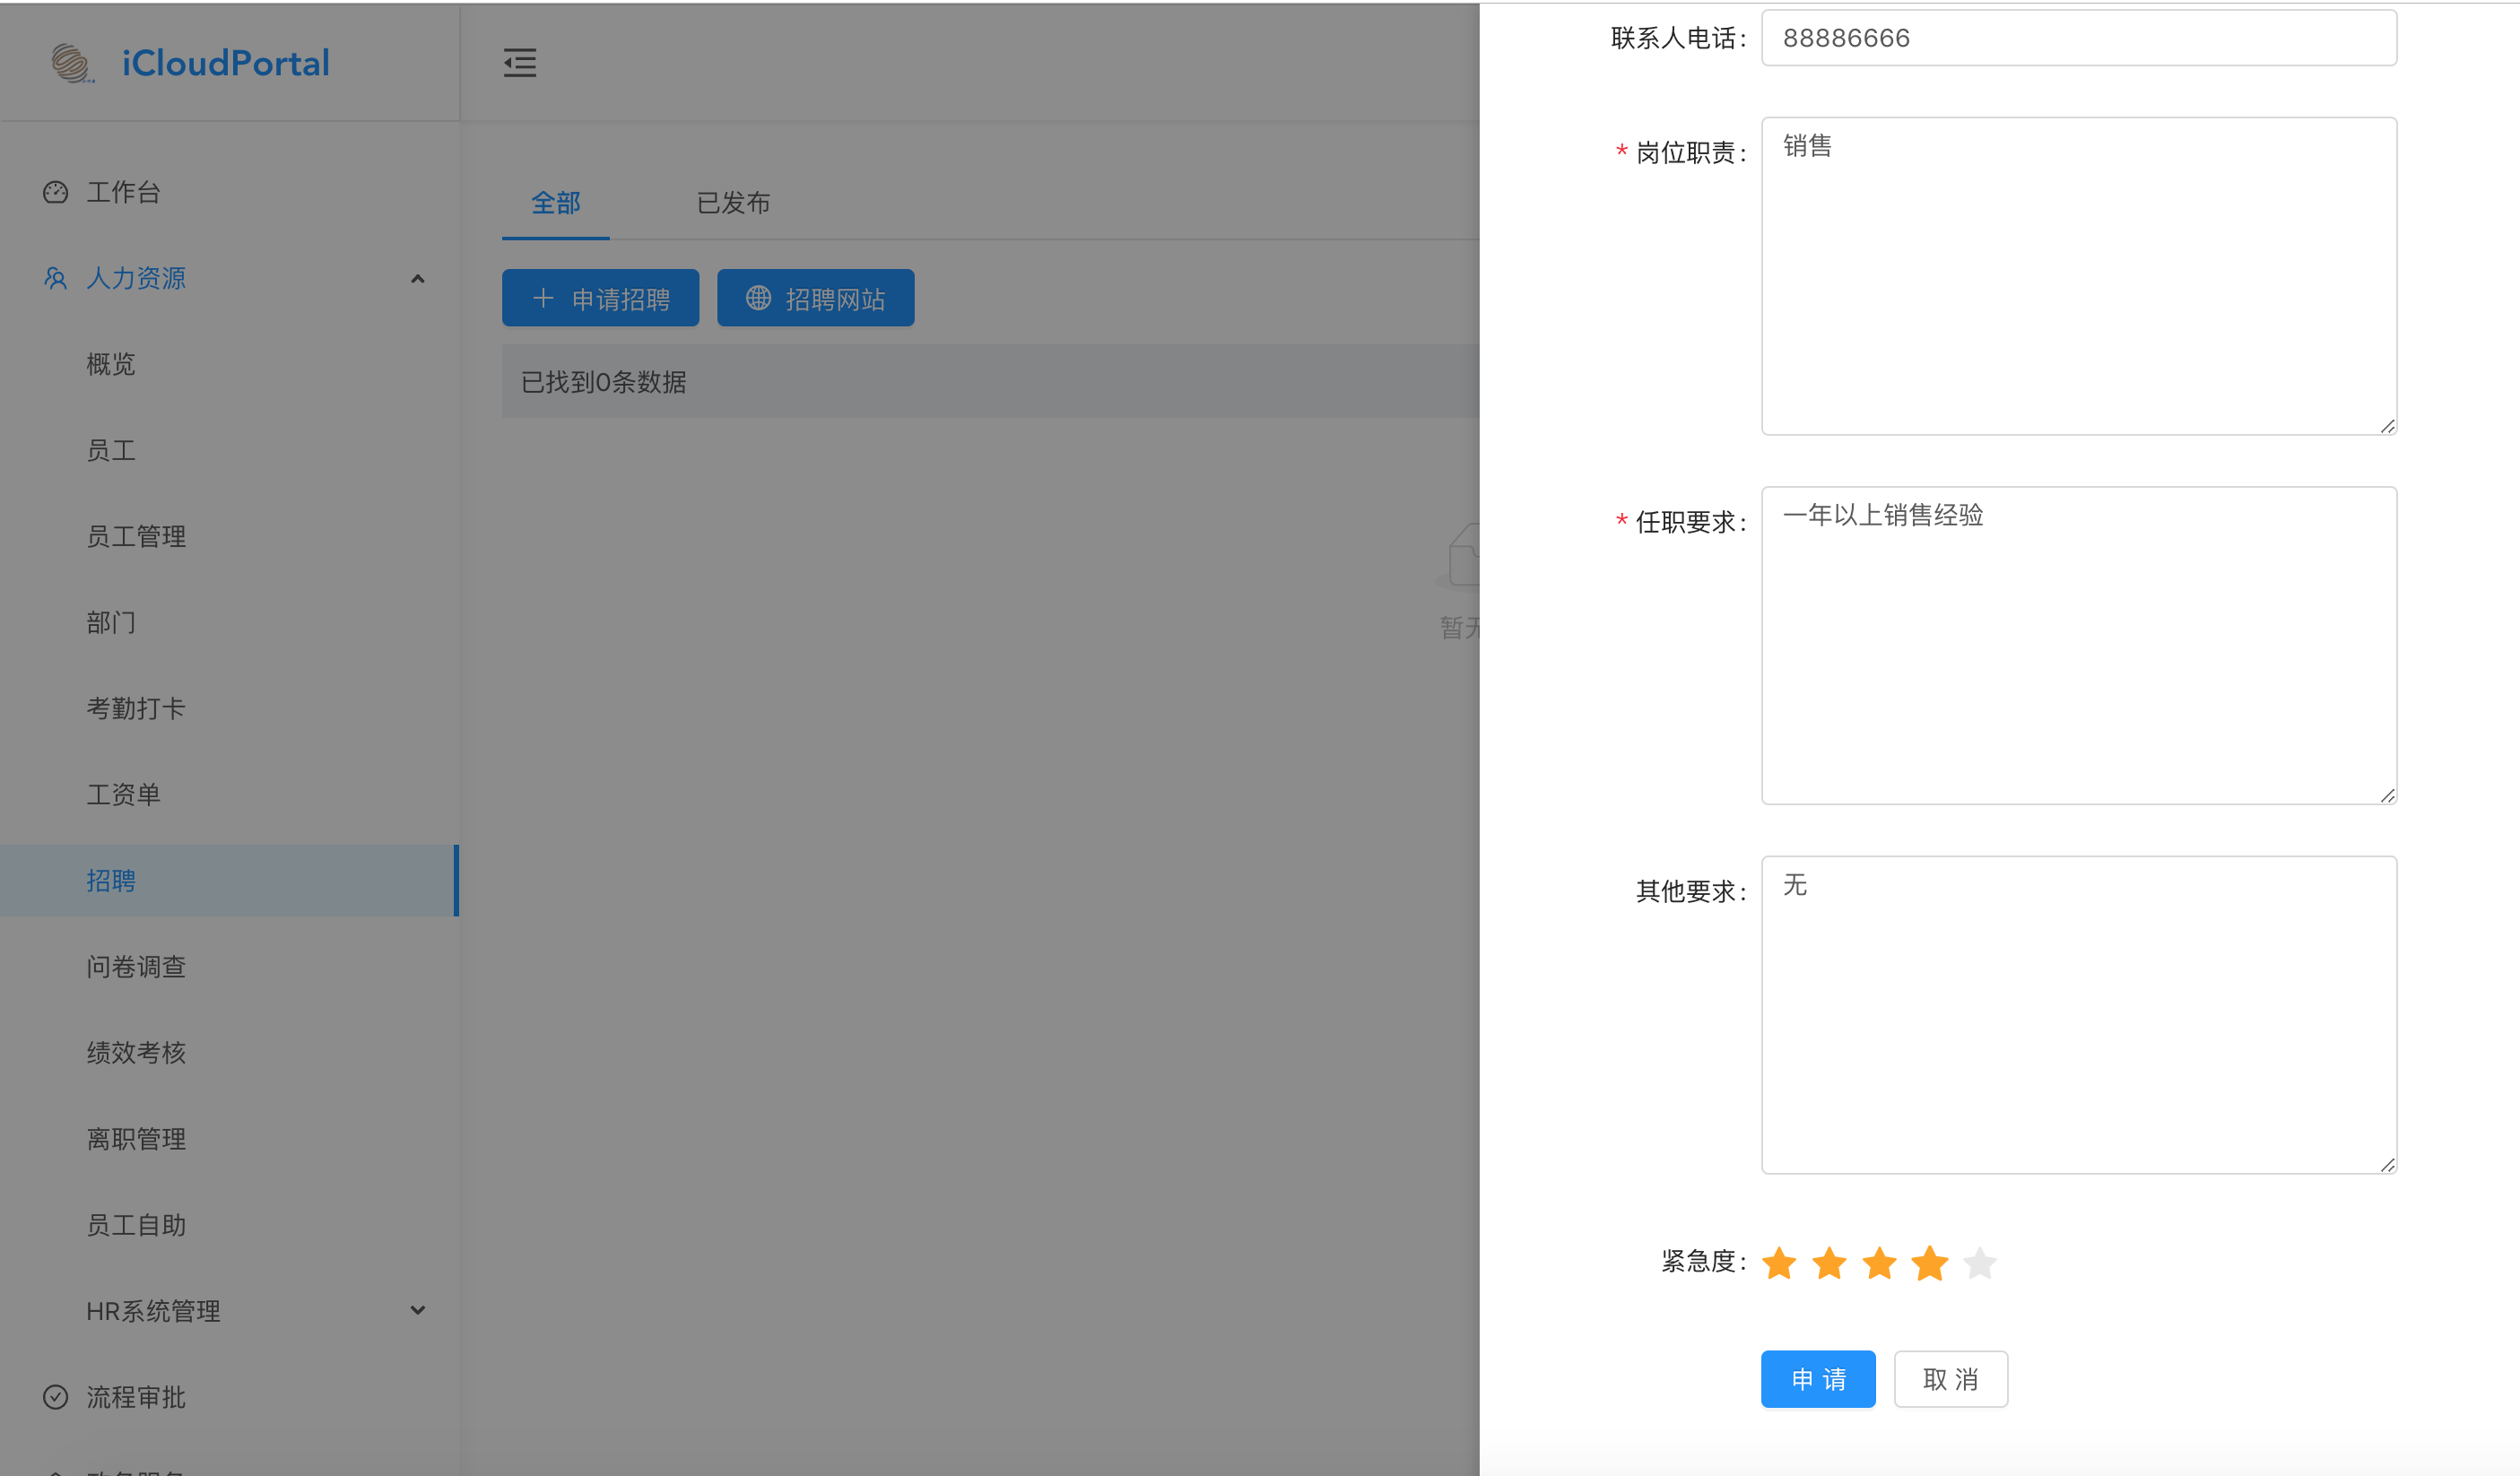 iCloudPortal
工作台
人力资源
概览
员工
员工管理
部门
考勤打卡
工资单
招聘
问卷调查
绩效考核
离职管理
员工自助
HR系统管理
流程审批
全部
已发布
申请招聘
招聘网站
已找到0条数据
暂
联系人电话:
88886666
* 岗位职责:
销售
* 任职要求:
一年以上销售经验
其他要求:
无
紧急度:
申 请
取 消